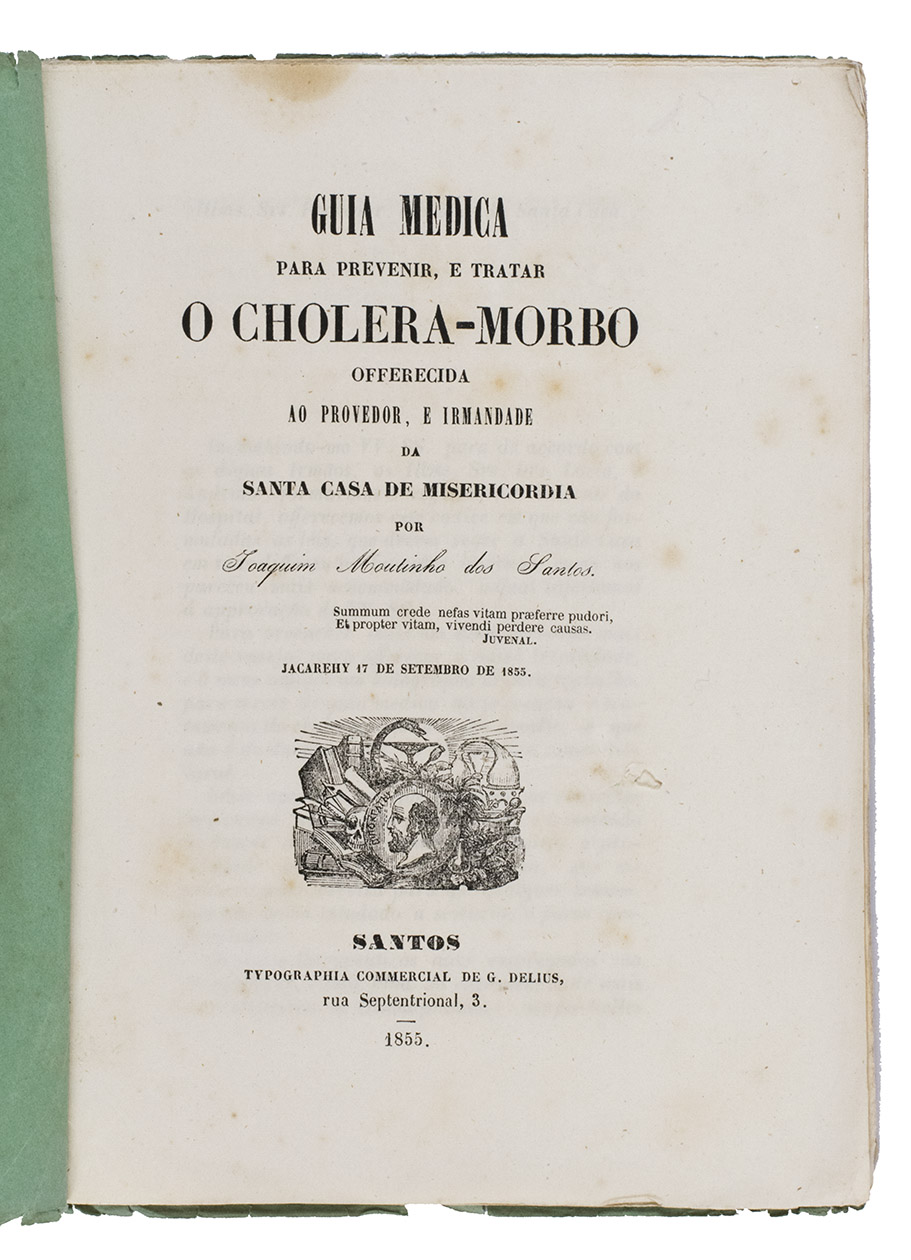 GUIA MEDICA
PARA PREVENIR, E TRATAR
O CHOLERA-MORBO
OFFERECIDA
AO PROVEDOR, E IRMANDADE
DA
SANTA CASA DE MISERICORDIA
POR
Joaquim Moutinho dos Santos.
Summum crede nefas vitam præferre pudori,
Et propter vitam, vivendi perdere causas.
JUVENAL.
JACAREHY 17 DE SETEMBRO DE 1855.
SANTOS
TYPOGRAPHIA COMMERCIAL DE G. DELIUS,
rua Septentrional, 3.
1855.